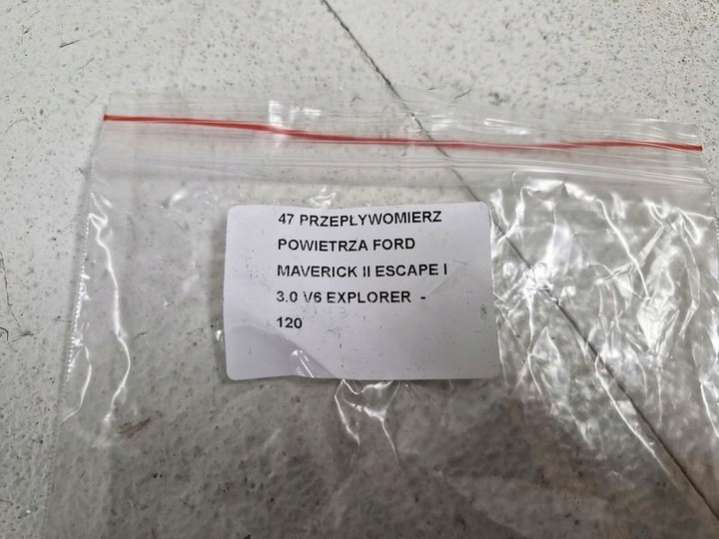 47 PRZEPŁYWOMIERZ
POWIETRZA FORD
MAVERICK II ESCAPE I
3.0 V6 EXPLORER -
120